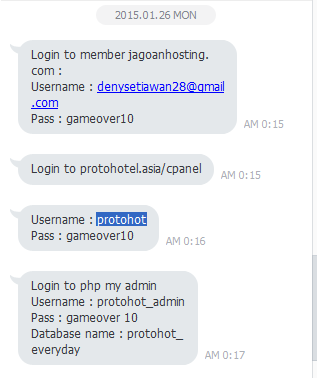 2015.01.26 MON
Login to member jagoanhosting.
com :
Username : denysetiawan28@gmail
.com
Pass : gameover10
AM 0:15
Login to protohotel.asia/cpanel
AM 0:15
Username : protohot
Pass : gameover10
AM 0:16
Login to php my admin
Username : protohot_admin
Pass : gameover 10
Database name : protohot_
everyday
AM 0:17